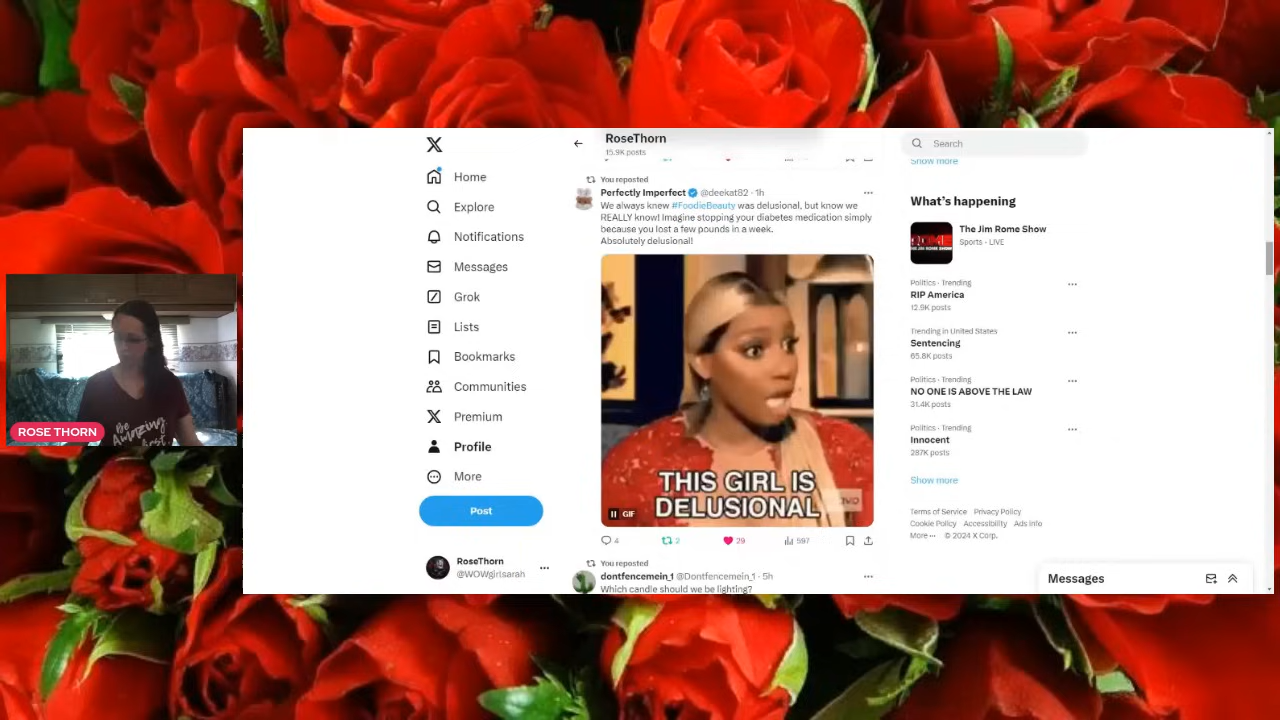 RoseThorn
15.9K posts
Search
Home
Explore
Notifications
Messages
Grok
Lists
Bookmarks
Communities
Premium
Profile
More
Post
RoseThorn
@WOWgirlsarah
You reposted
Perfectly Imperfect @deekat82 · 1h
We always knew #FoodieBeauty was delusional, but know we
REALLY know! Imagine stopping your diabetes medication simply
because you lost a few pounds in a week.
Absolutely delusional!
THIS GIRL IS
DELUSIONAL
GIF
4 2 29 597
You reposted
dontfencemein_1 @Dontfencemein_1 · 5h
Which candle should we be lighting?
Show more
What's happening
The Jim Rome Show
Sports · LIVE
Politics · Trending
RIP America
12.9K posts
Trending in United States
Sentencing
65.8K posts
Politics · Trending
NO ONE IS ABOVE THE LAW
31.4K posts
Politics · Trending
Innocent
287K posts
Show more
Terms of Service Privacy Policy
Cookie Policy Accessibility Ads info
More ··· © 2024 X Corp.
Messages
ROSE THORN
Be
Amazing